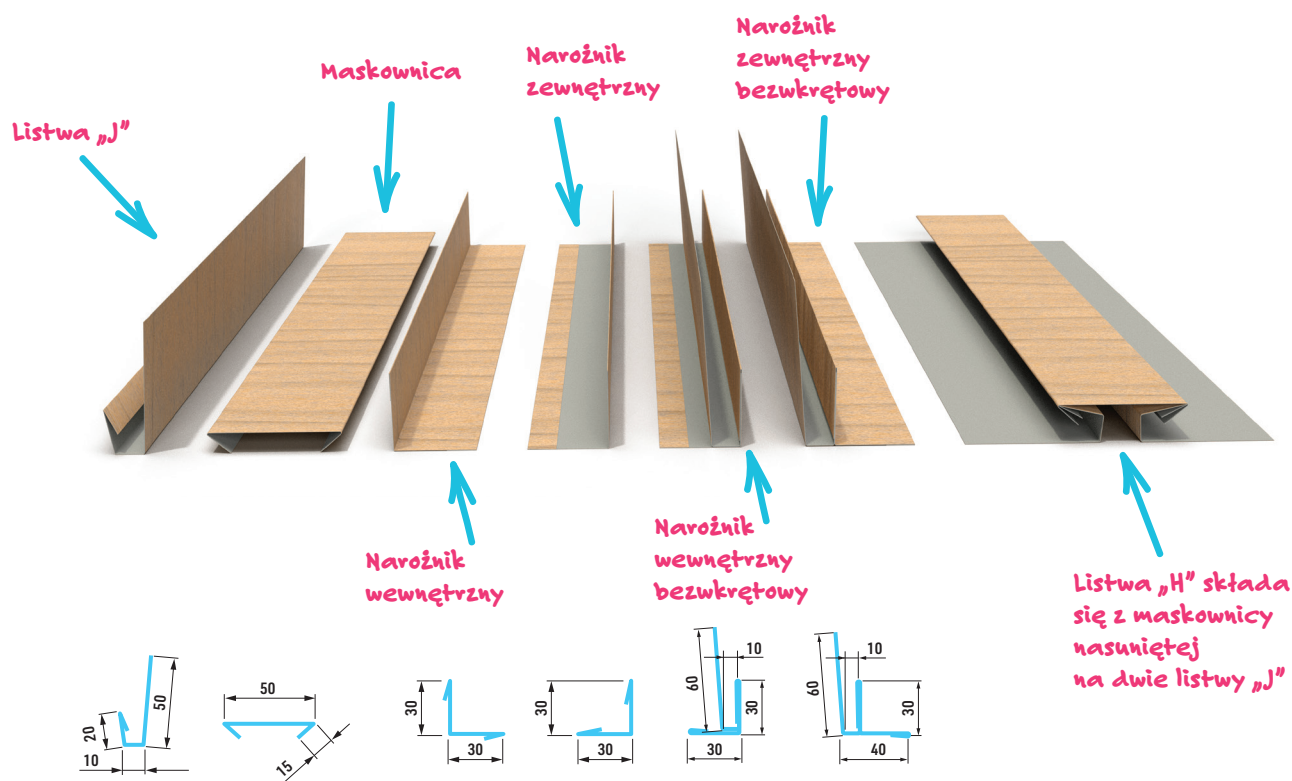 Narożnik
zewnętrzny
bezwkrętowy
Narożnik
zewnętrzny
Maskownica
Listwa „J”
Narożnik
wewnętrzny
Narożnik
wewnętrzny
bezwkrętowy
Listwa „H” składa
się z maskownicy
nasuniętej
na dwie listwy „J”
20
10
50
50
15
30
30
30
30
60
10
30
30
60
10
30
40